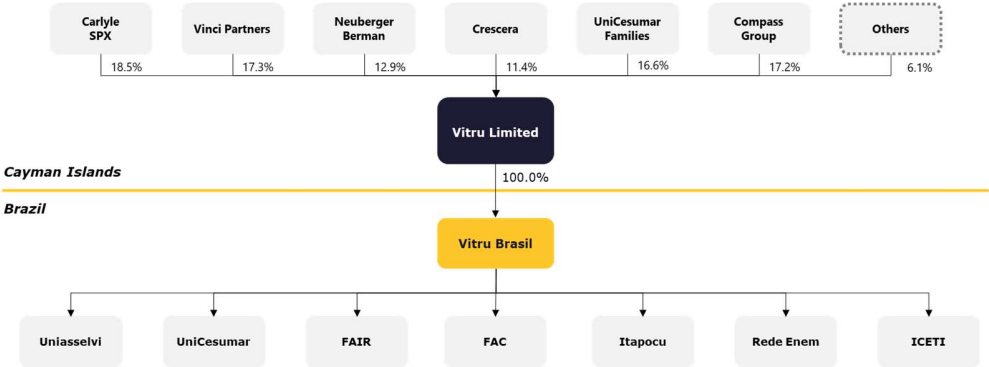 Carlyle
SPX
Vinci Partners
Neuberger
Berman
Crescera
UniCesumar
Families
Compass
Group
Others
18.5%
17.3%
12.9%
11.4%
16.6%
17.2%
6.1%
Vitru Limited
Cayman Islands
100.0%
Brazil
Vitru Brasil
Uniasselvi
UniCesumar
FAIR
FAC
Itapocu
Rede Enem
ICETI